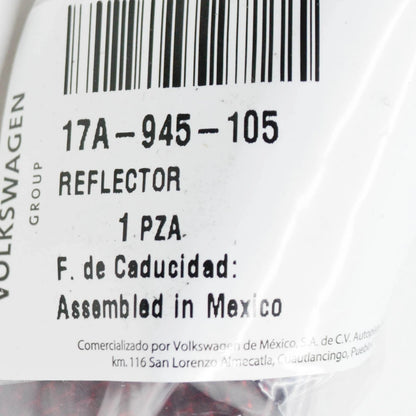 VOLKSWAGEN
GROUP
17A-945-105
REFLECTOR
1 PZA
F. de Caducidad:
Assembled in Mexico
Comercializado por Volkswagen de México, S.A. de C.V.
km. 116 San Lorenzo Almecatla, Cuautlancingo,